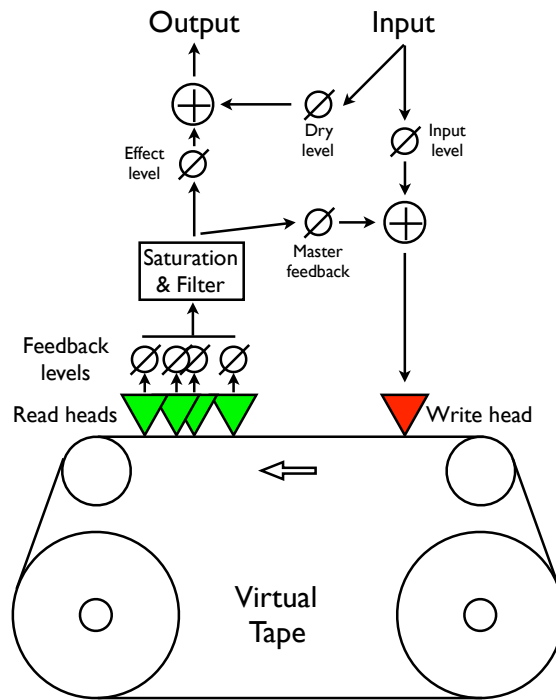 Output
Input
Dry
level
Input
level
Effect
level
Master
feedback
Saturation
& Filter
Feedback
levels
Read heads
Write head
Virtual
Tape